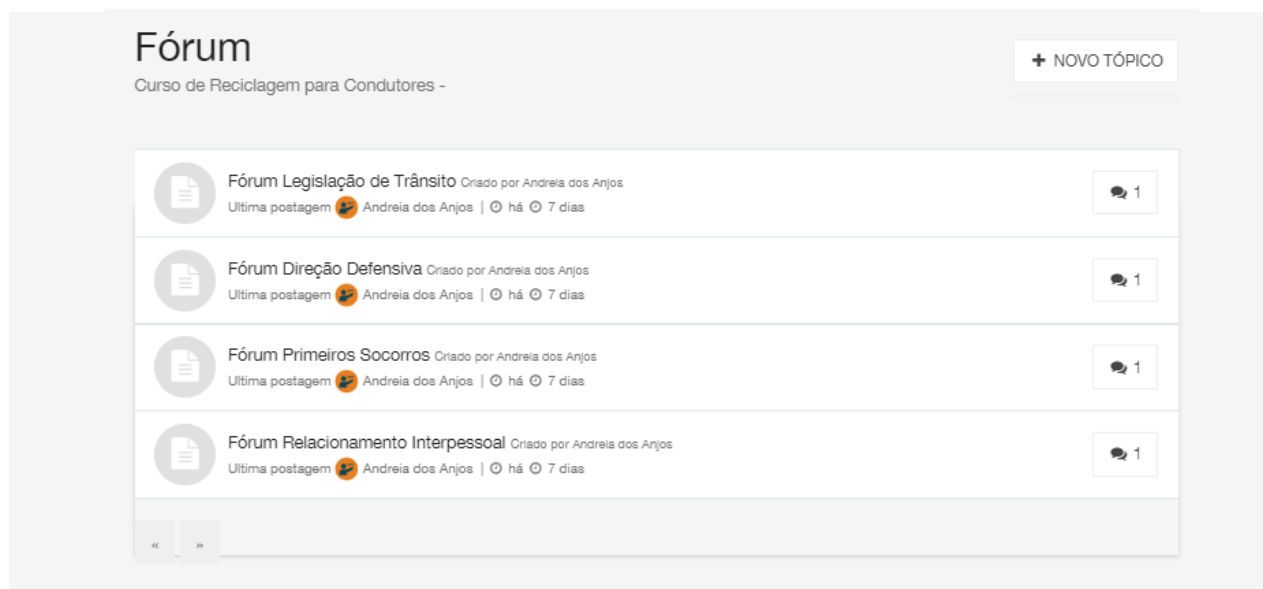 Fórum
Curso de Reciclagem para Condutores -
+ NOVO TÓPICO
Fórum Legislação de Trânsito Criado por Andreia dos Anjos
Ultima postagem Andreia dos Anjos | há 7 dias
1
Fórum Direção Defensiva Criado por Andreia dos Anjos
Ultima postagem Andreia dos Anjos | há 7 dias
1
Fórum Primeiros Socorros Criado por Andreia dos Anjos
Ultima postagem Andreia dos Anjos | há 7 dias
1
Fórum Relacionamento Interpessoal Criado por Andreia dos Anjos
Ultima postagem Andreia dos Anjos | há 7 dias
1
« »